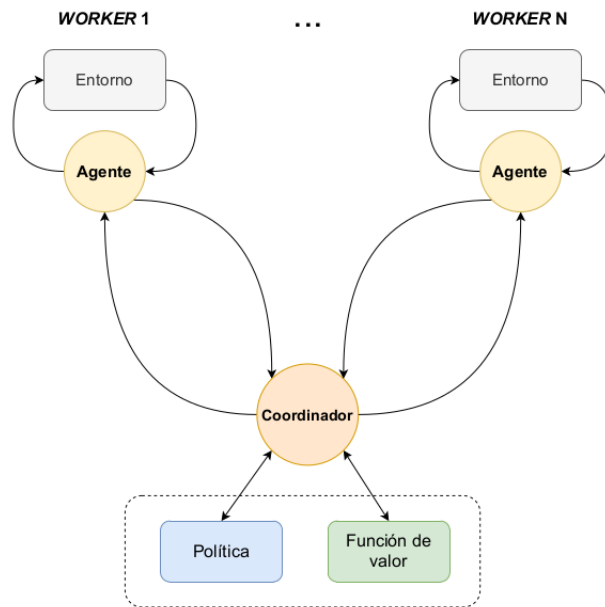 WORKER 1
...
WORKER N
Entorno
Entorno
Agente
Agente
Coordinador
Política
Función de
valor